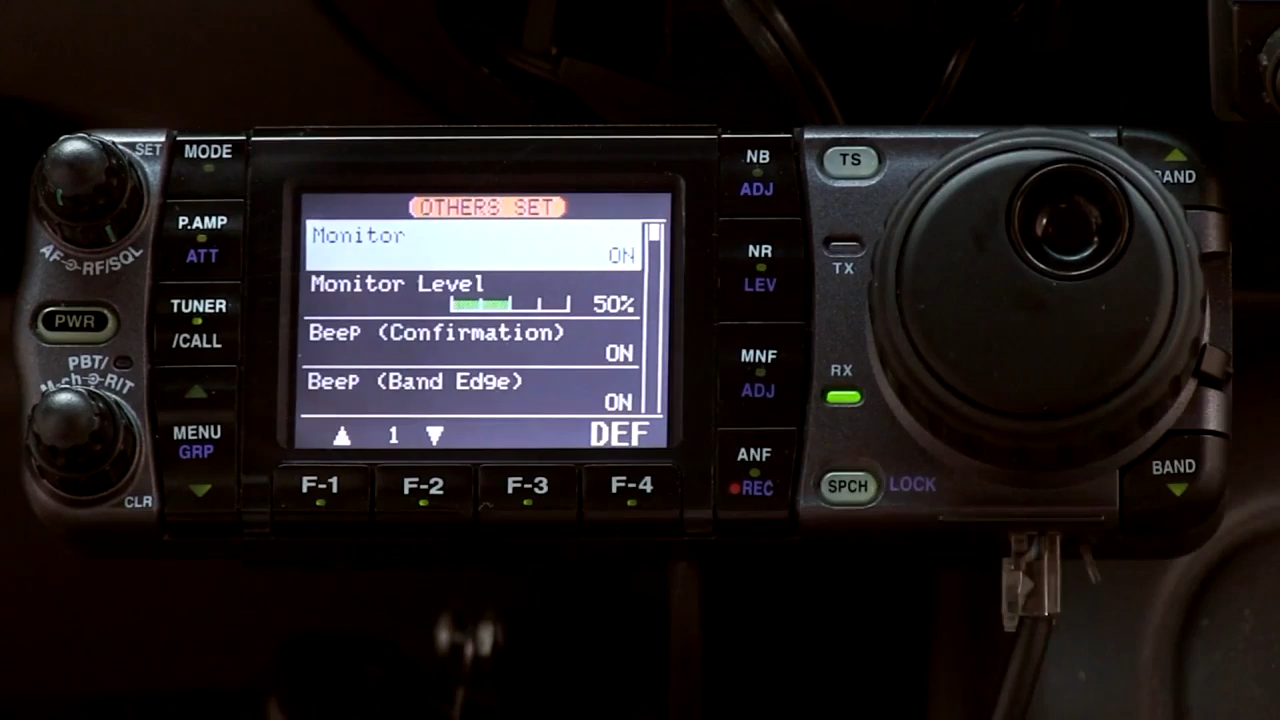 SET
AF RF/SQL
PWR
PBT/
M-ch RIT
CLR
MODE
P.AMP
ATT
TUNER
/CALL
MENU
GRP
OTHERS SET
Monitor
ON
Monitor Level
50%
Beep (Confirmation)
ON
Beep (Band Edge)
ON
1
DEF
F-1
F-2
F-3
F-4
NB
ADJ
NR
LEV
MNF
ADJ
ANF
REC
TS
TX
RX
SPCH
LOCK
BAND
BAND